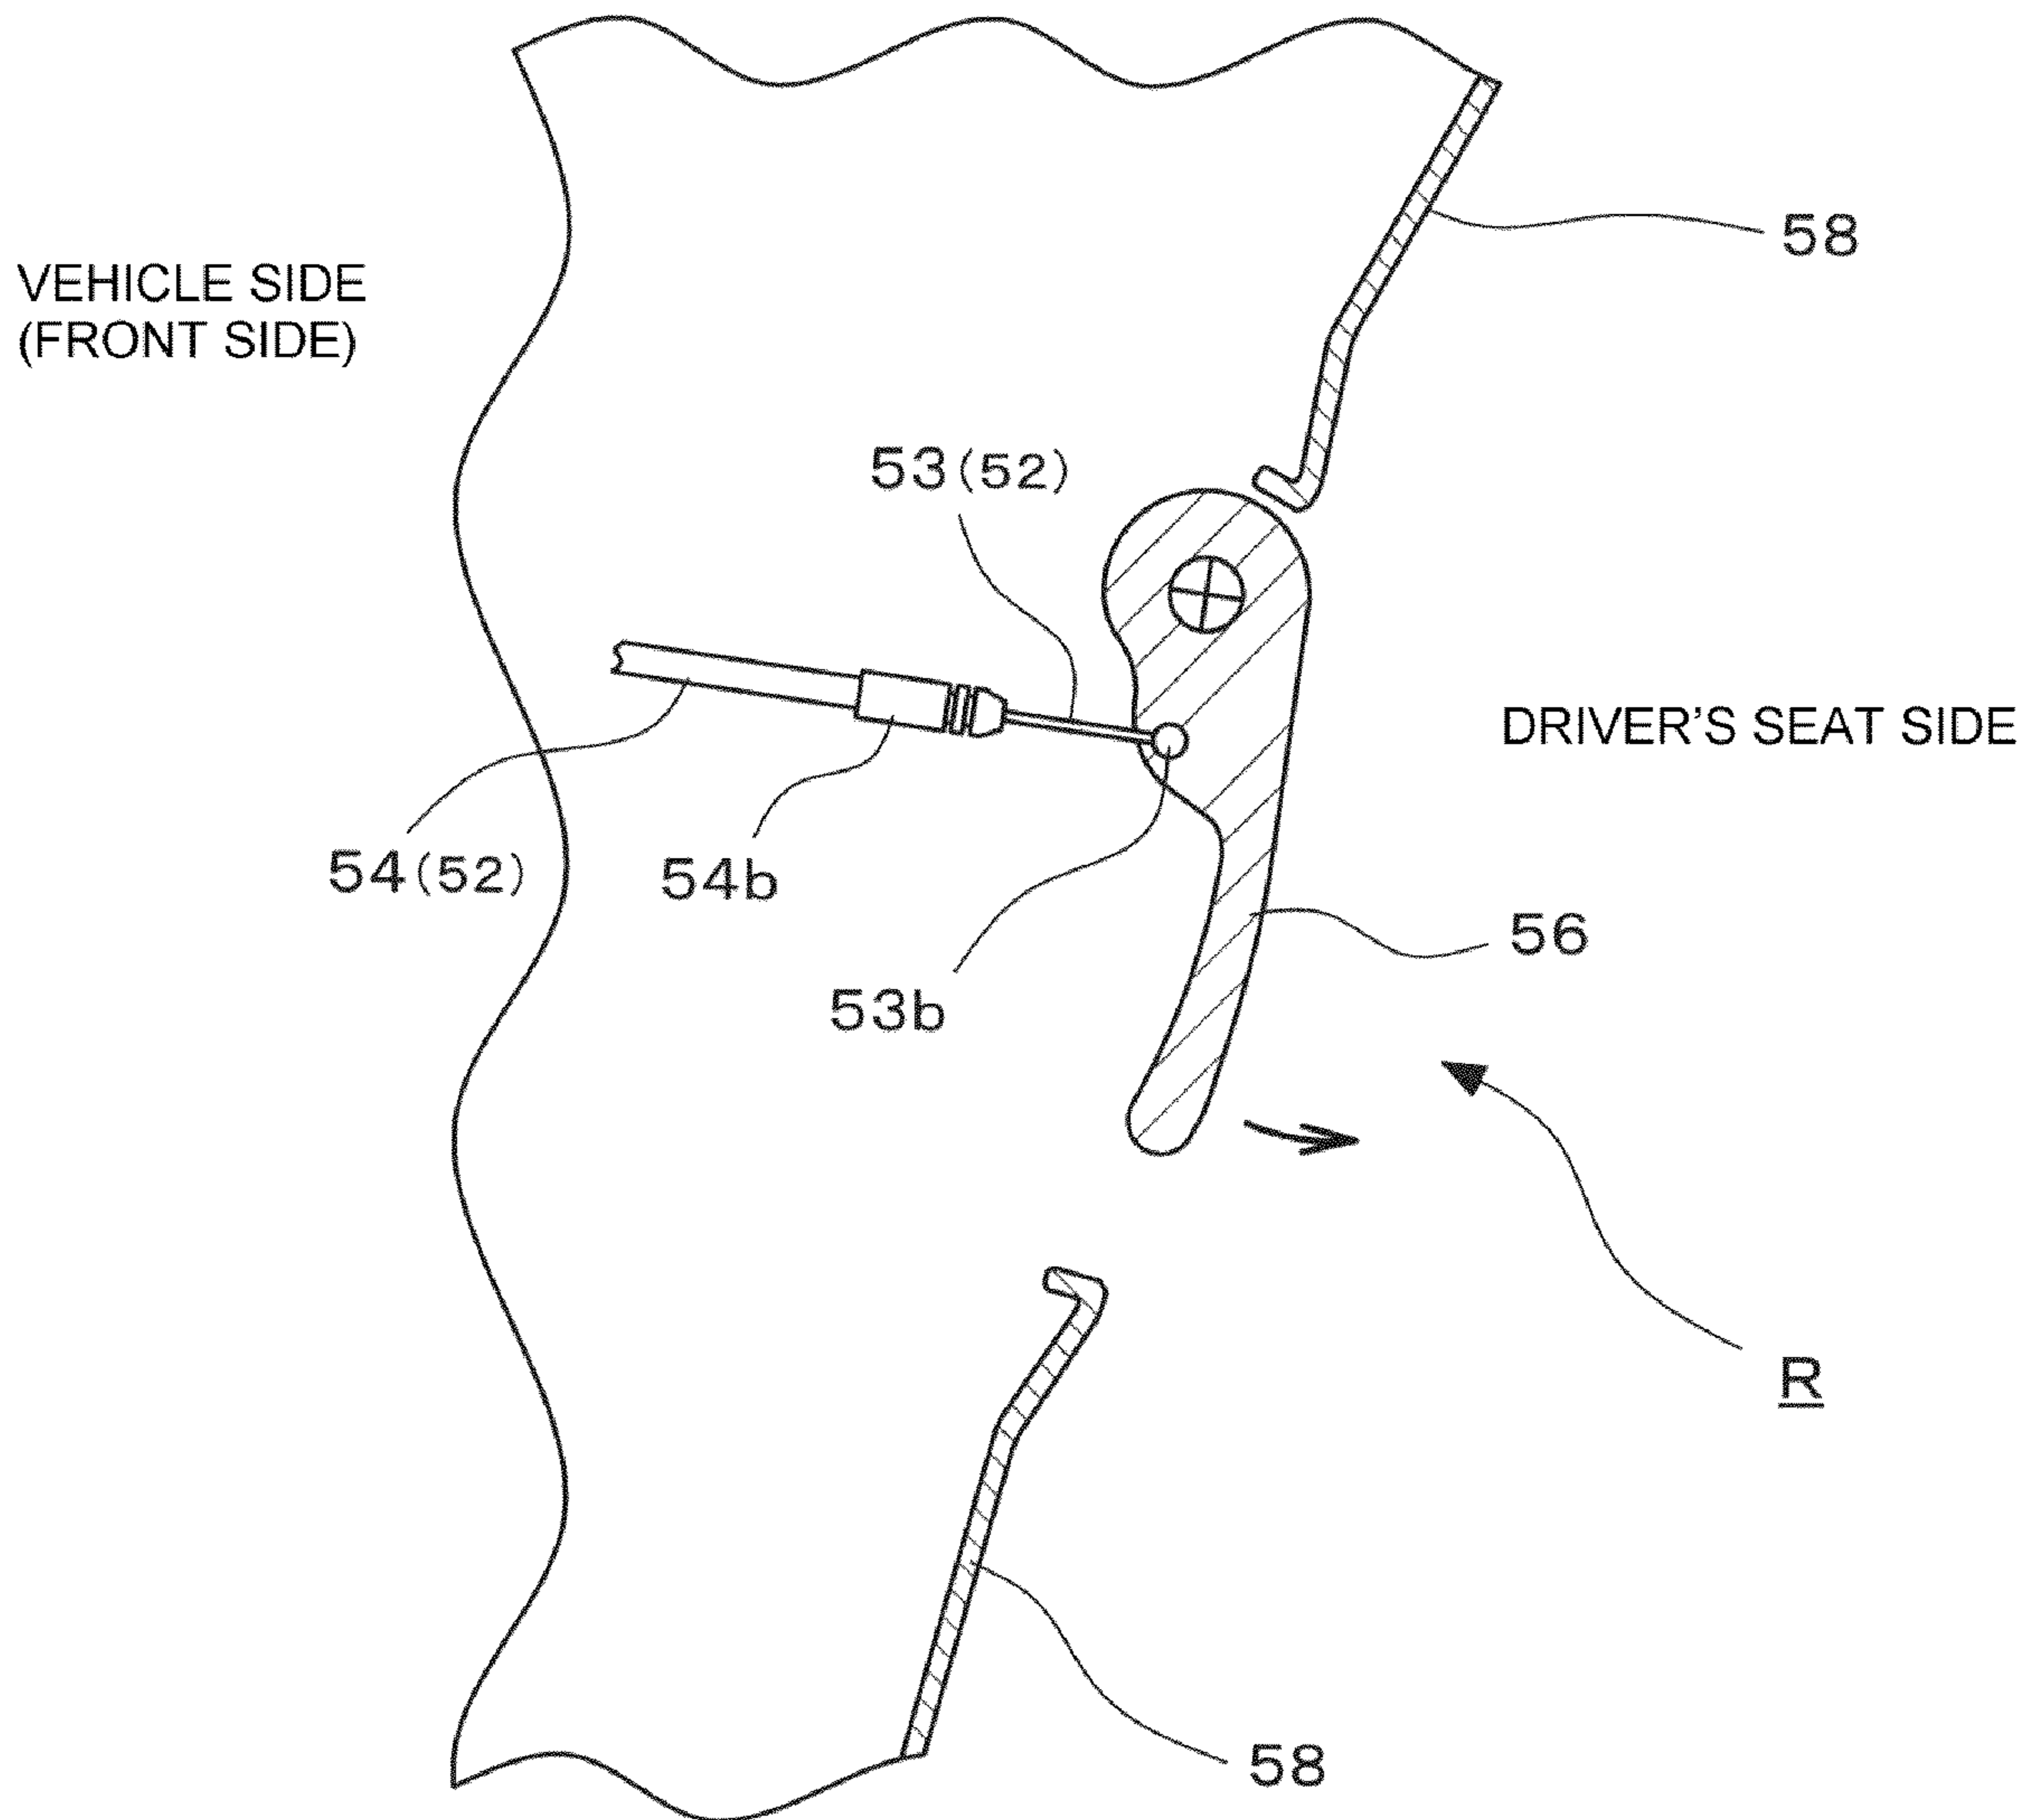 58
VEHICLE SIDE
(FRONT SIDE)
53(52)
DRIVER'S SEAT SIDE
54(52)
54b
56
53b
R
58